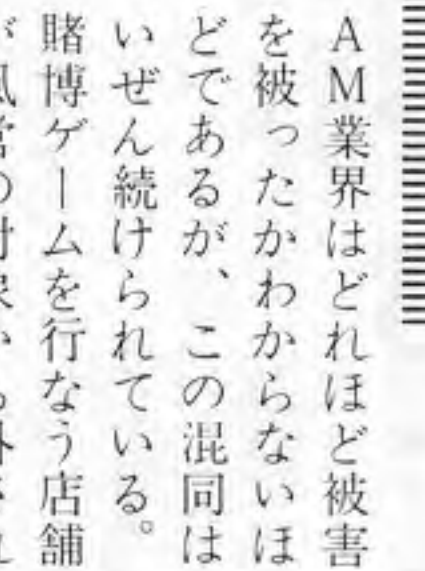 AM業界はどれほど被害
を被ったかわからないほ
どであるが、この混同は
いぜん続けられている。
賭博ゲームを行なう店舗